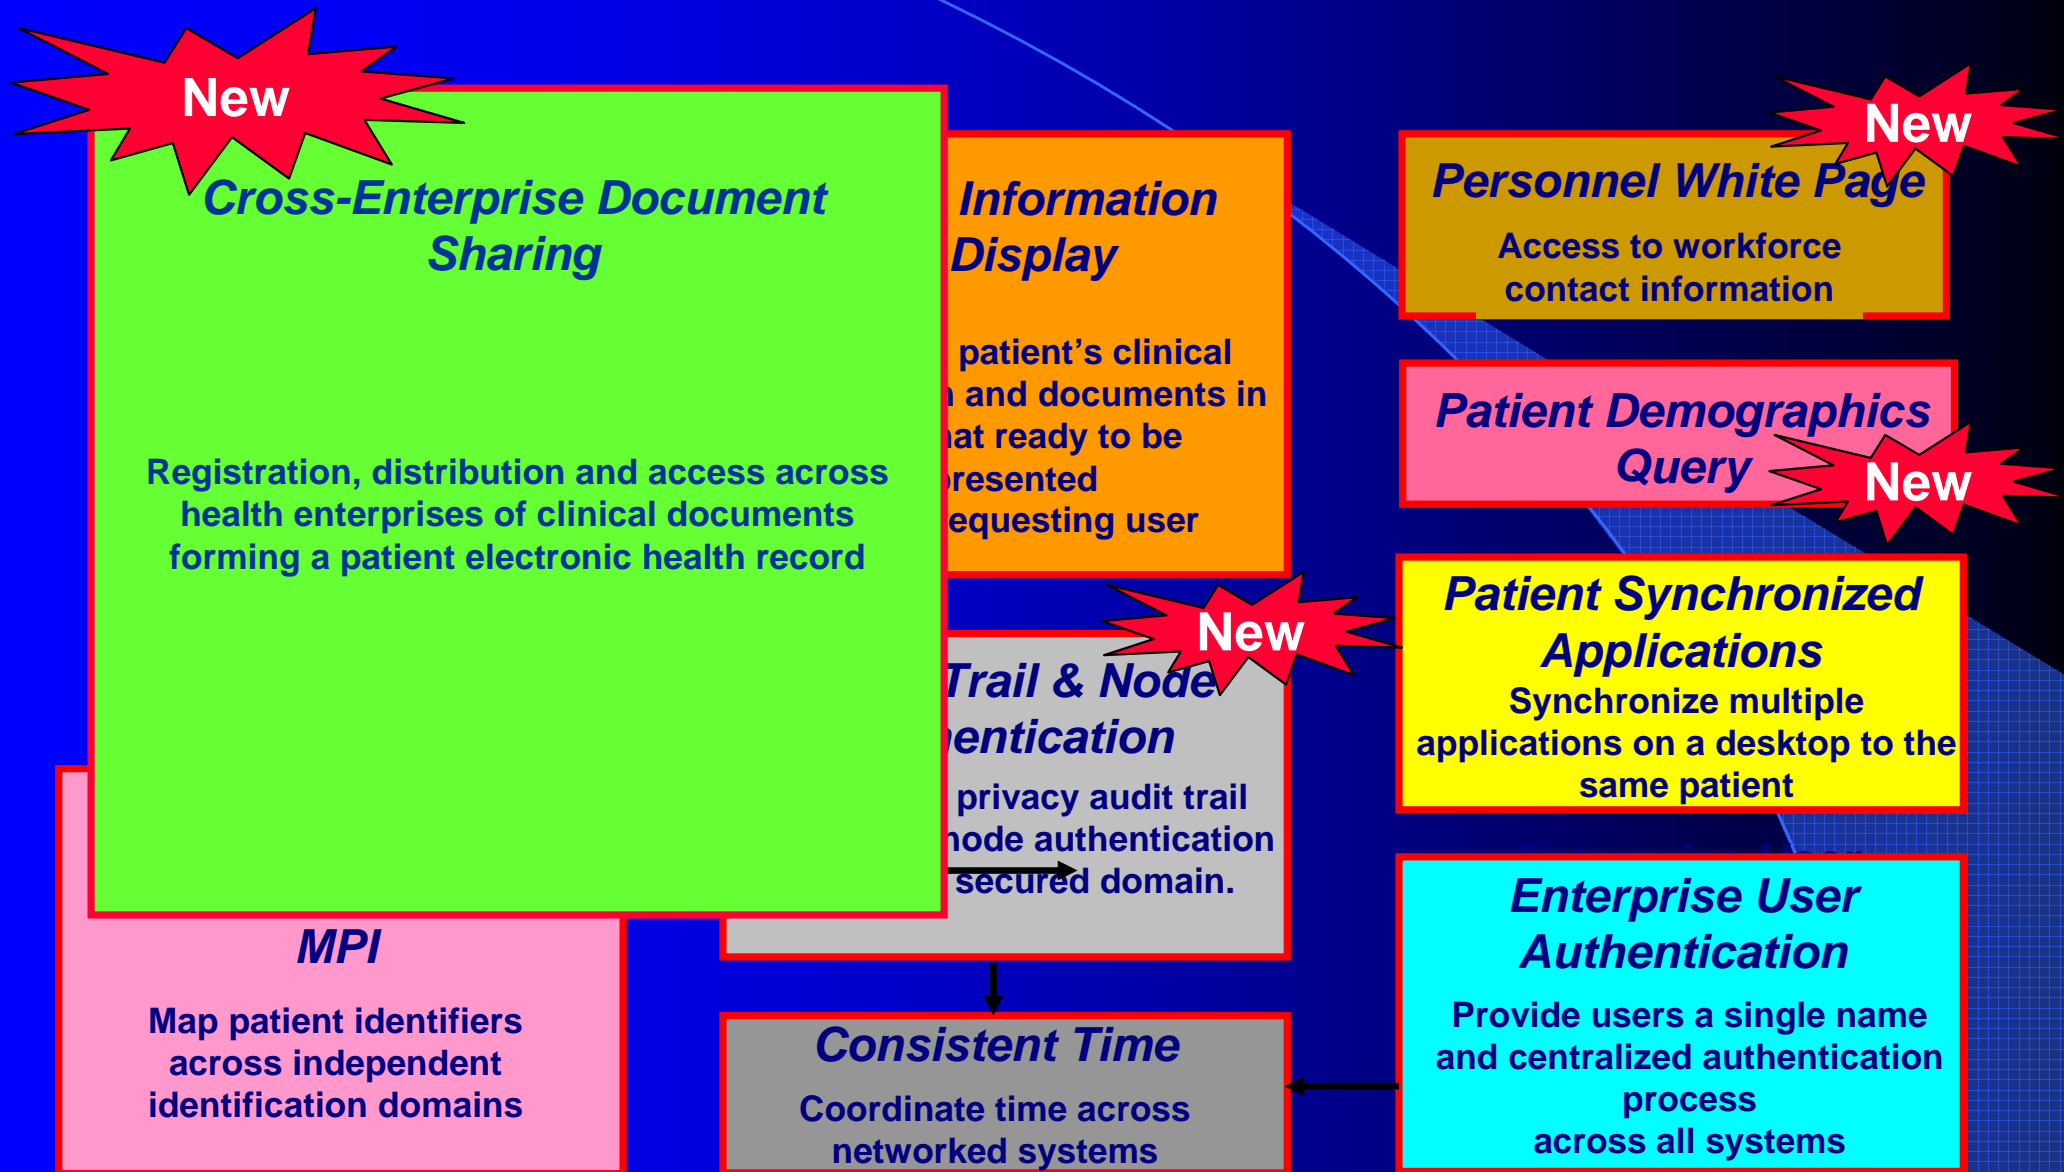 New
Cross-Enterprise Document
Sharing
Registration, distribution and access across
health enterprises of clinical documents
forming a patient electronic health record
Information
Display
patient's clinical
and documents in
ready to be
presented
requesting user
New
Trail & Node
privacy audit trail
node authentication
secured domain.
MPI
Map patient identifiers
across independent
identification domains
Consistent Time
Coordinate time across
networked systems
New
Personnel White Page
Access to workforce
contact information
Patient Demographics
Query
New
Patient Synchronized
Applications
Synchronize multiple
applications on a desktop to the
same patient
Enterprise User
Authentication
Provide users a single name
and centralized authentication
process
across all systems